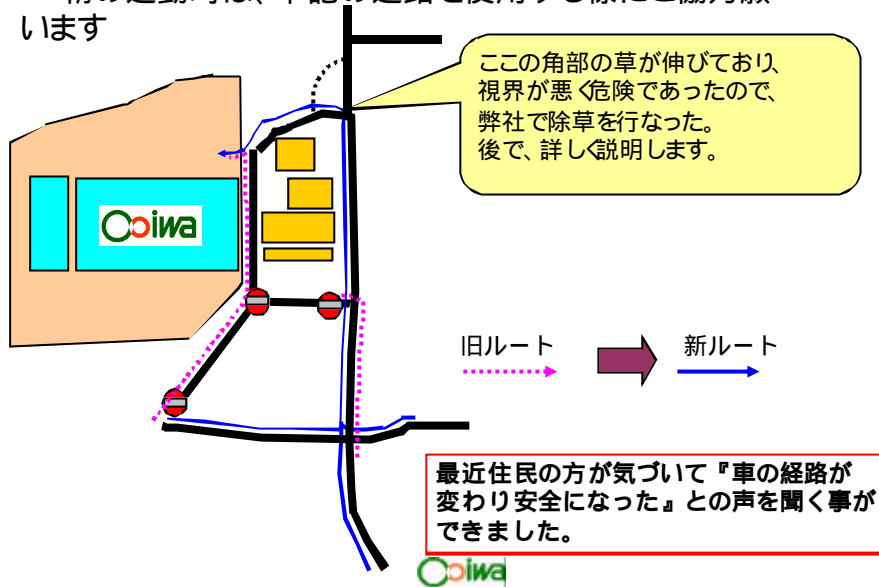 います
ここの角部の草が伸びており、
視界が悪く危険であったので、
弊社で除草を行なった。
後で、詳しく説明します。
Ooiwa
旧ルート
新ルート
最近住民の方が気づいて『車の経路が
変わり安全になった』との声を聞く事が
できました。
Ooiwa